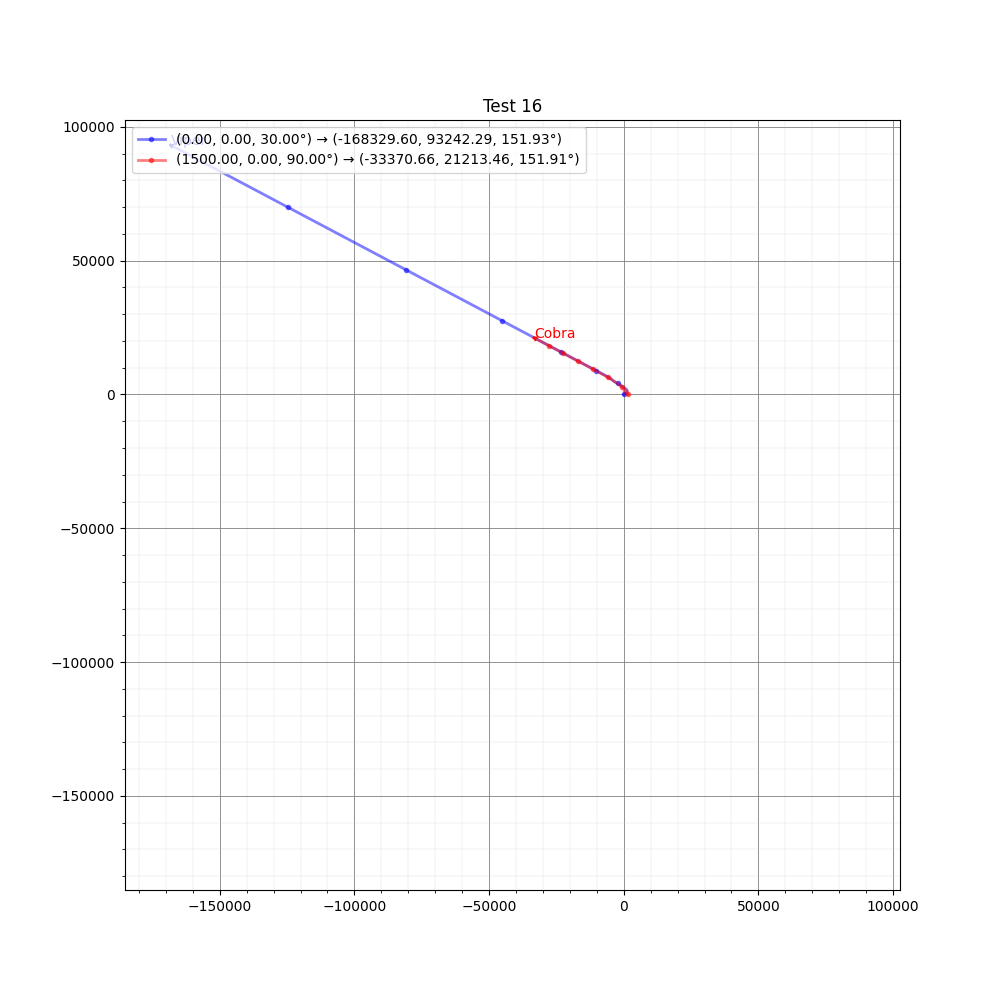 Test 16
(0.00, 0.00, 30.00°) → (-168329.60, 93242.29, 151.93°)
(1500.00, 0.00, 90.00°) → (-33370.66, 21213.46, 151.91°)
100000
50000
Cobra
0
−50000
−100000
−150000
−150000 −100000 −50000 0 50000 100000